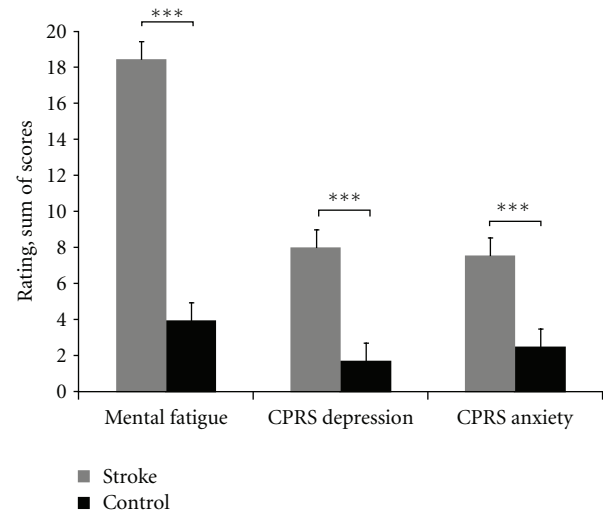 Rating, sum of scores
20
18
16
14
12
10
8
6
4
2
0
***
***
***
Mental fatigue
CPRS depression
CPRS anxiety
Stroke
Control